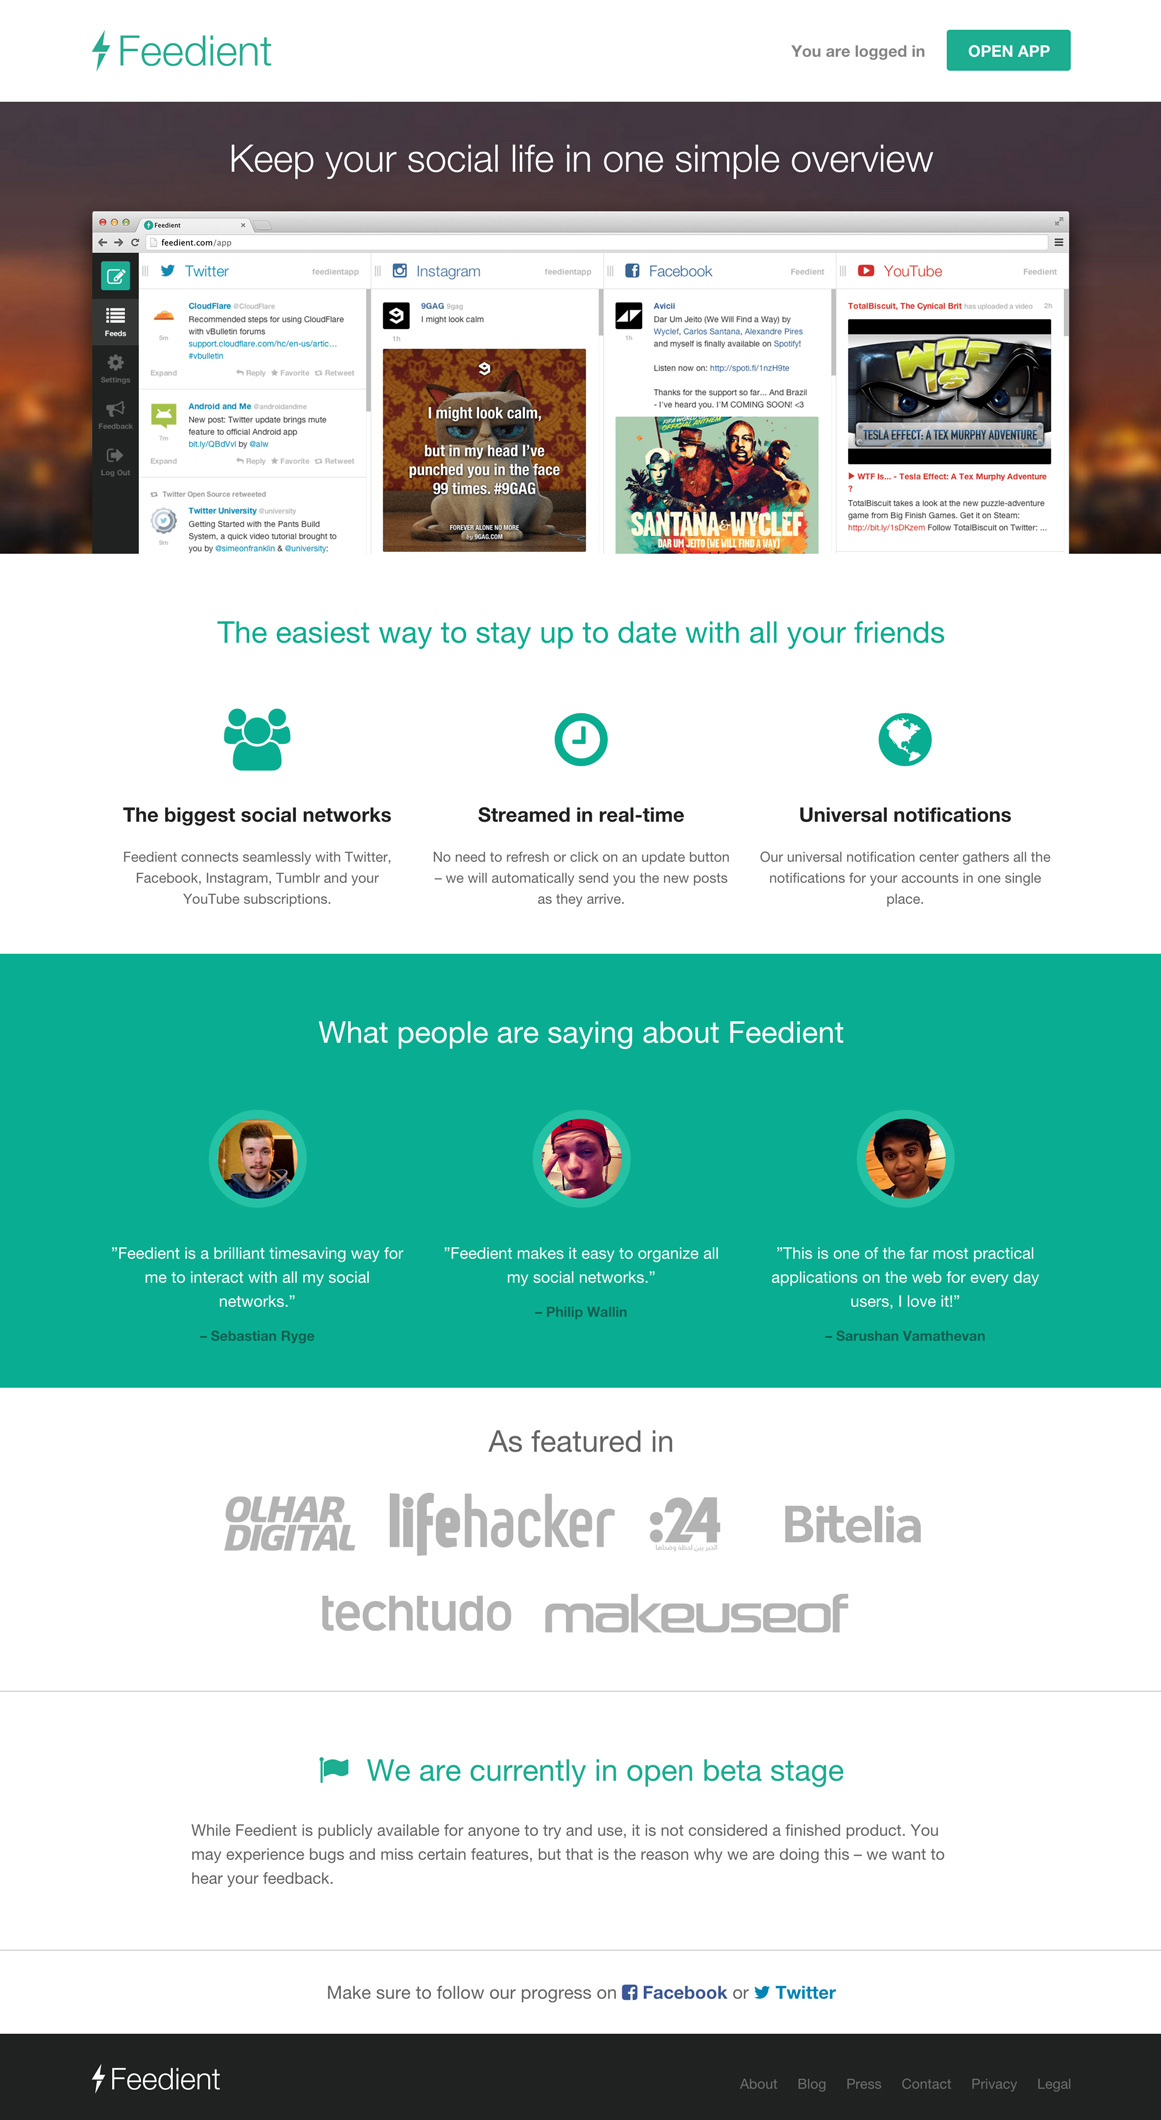 Feedient
You are logged in
OPEN APP
Keep your social life in one simple overview
Feedient
feedient.com/app
Twitter feedientapp
CloudFlare @CloudFlare
Recommended steps for using CloudFlare
with vBulletin forums
support.cloudflare.com/hc/en-us/artic...
#vbulletin
5m
Expand Reply Favorite Retweet
Android and Me @androidandme
New post: Twitter update brings mute
feature to official Android app
bit.ly/QBdVvl by @alw
7m
Expand Reply Favorite Retweet
Twitter Open Source retweeted
Twitter University @university
Getting Started with the Pants Build
System, a quick video tutorial brought to
you by @simeonfranklin & @university:
9m
Feeds
Settings
Feedback
Log Out
Instagram feedientapp
9GAG 9gag
I might look calm
1h
I might look calm,
but in my head I've
punched you in the face
99 times. #9GAG
FOREVER ALONE NO MORE
by 9GAG.COM
Facebook Feedient
Avicii
Dar Um Jeito (We Will Find a Way) by
Wyclef, Carlos Santana, Alexandre Pires
and myself is finally available on Spotify!
1h
Listen now on: http://spoti.fi/1nzH9te
Thanks for the support so far... And Brazil
- I've heard you. I'M COMING SOON! <3
OFFICIAL ANTHEM
SANTANA & WYCLEF
DAR UM JEITO (WE WILL FIND A WAY)
YouTube Feedient
TotalBiscuit, The Cynical Brit has uploaded a video 2h
WTF
IS
TESLA EFFECT: A TEX MURPHY ADVENTURE
WTF Is... - Tesla Effect: A Tex Murphy Adventure
?
TotalBiscuit takes a look at the new puzzle-adventure
game from Big Finish Games. Get it on Steam:
http://bit.ly/1sDKzem Follow TotalBiscuit on Twitter: ...
The easiest way to stay up to date with all your friends
The biggest social networks
Feedient connects seamlessly with Twitter,
Facebook, Instagram, Tumblr and your
YouTube subscriptions.
Streamed in real-time
No need to refresh or click on an update button
– we will automatically send you the new posts
as they arrive.
Universal notifications
Our universal notification center gathers all the
notifications for your accounts in one single
place.
What people are saying about Feedient
”Feedient is a brilliant timesaving way for
me to interact with all my social
networks.”
– Sebastian Ryge
”Feedient makes it easy to organize all
my social networks.”
– Philip Wallin
”This is one of the far most practical
applications on the web for every day
users, I love it!”
– Sarushan Vamathevan
As featured in
OLHAR
DIGITAL
lifehacker
:24
الخبر بين لحظة وضحاها
Bitelia
techtudo
makeuseof
We are currently in open beta stage
While Feedient is publicly available for anyone to try and use, it is not considered a finished product. You
may experience bugs and miss certain features, but that is the reason why we are doing this – we want to
hear your feedback.
Make sure to follow our progress on Facebook or Twitter
Feedient
About Blog Press Contact Privacy Legal